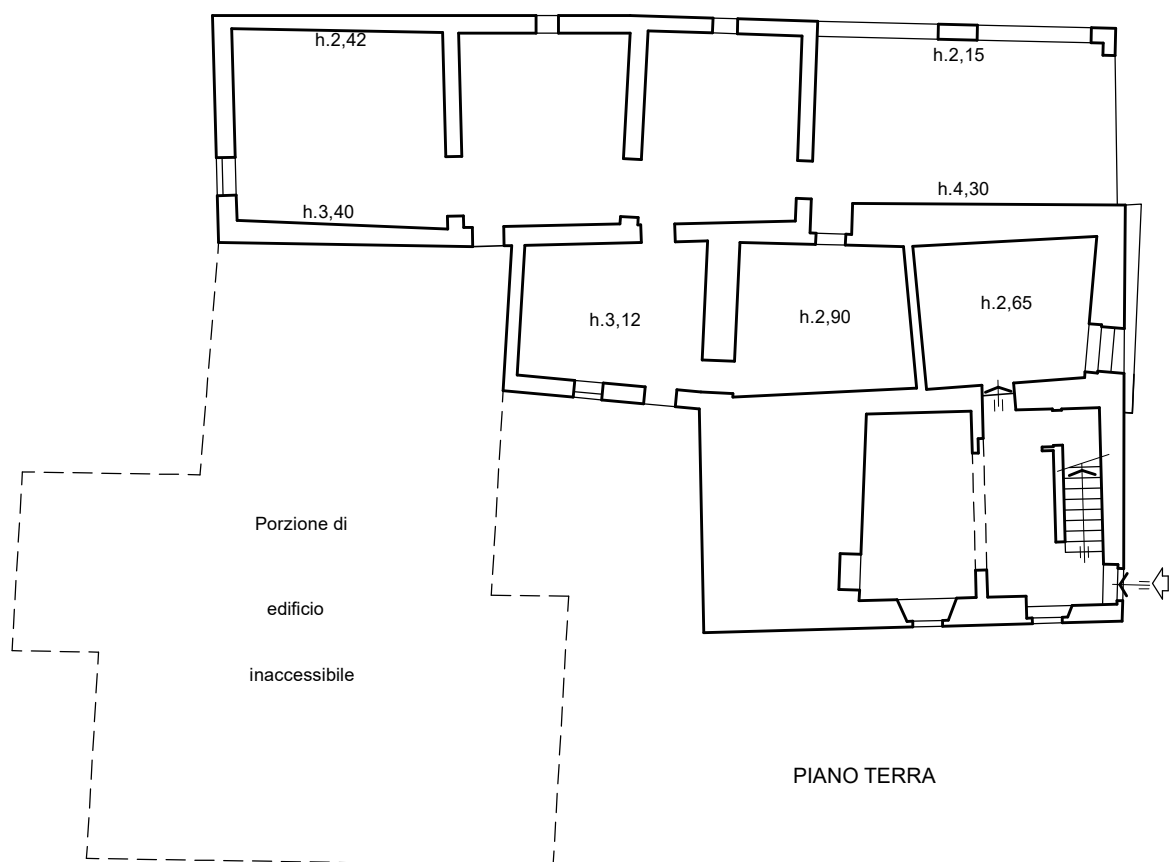 h.2,42
h.2,15
h.3,40
h.4,30
h.3,12
h.2,90
h.2,65
Porzione di
edificio
inaccessibile
PIANO TERRA